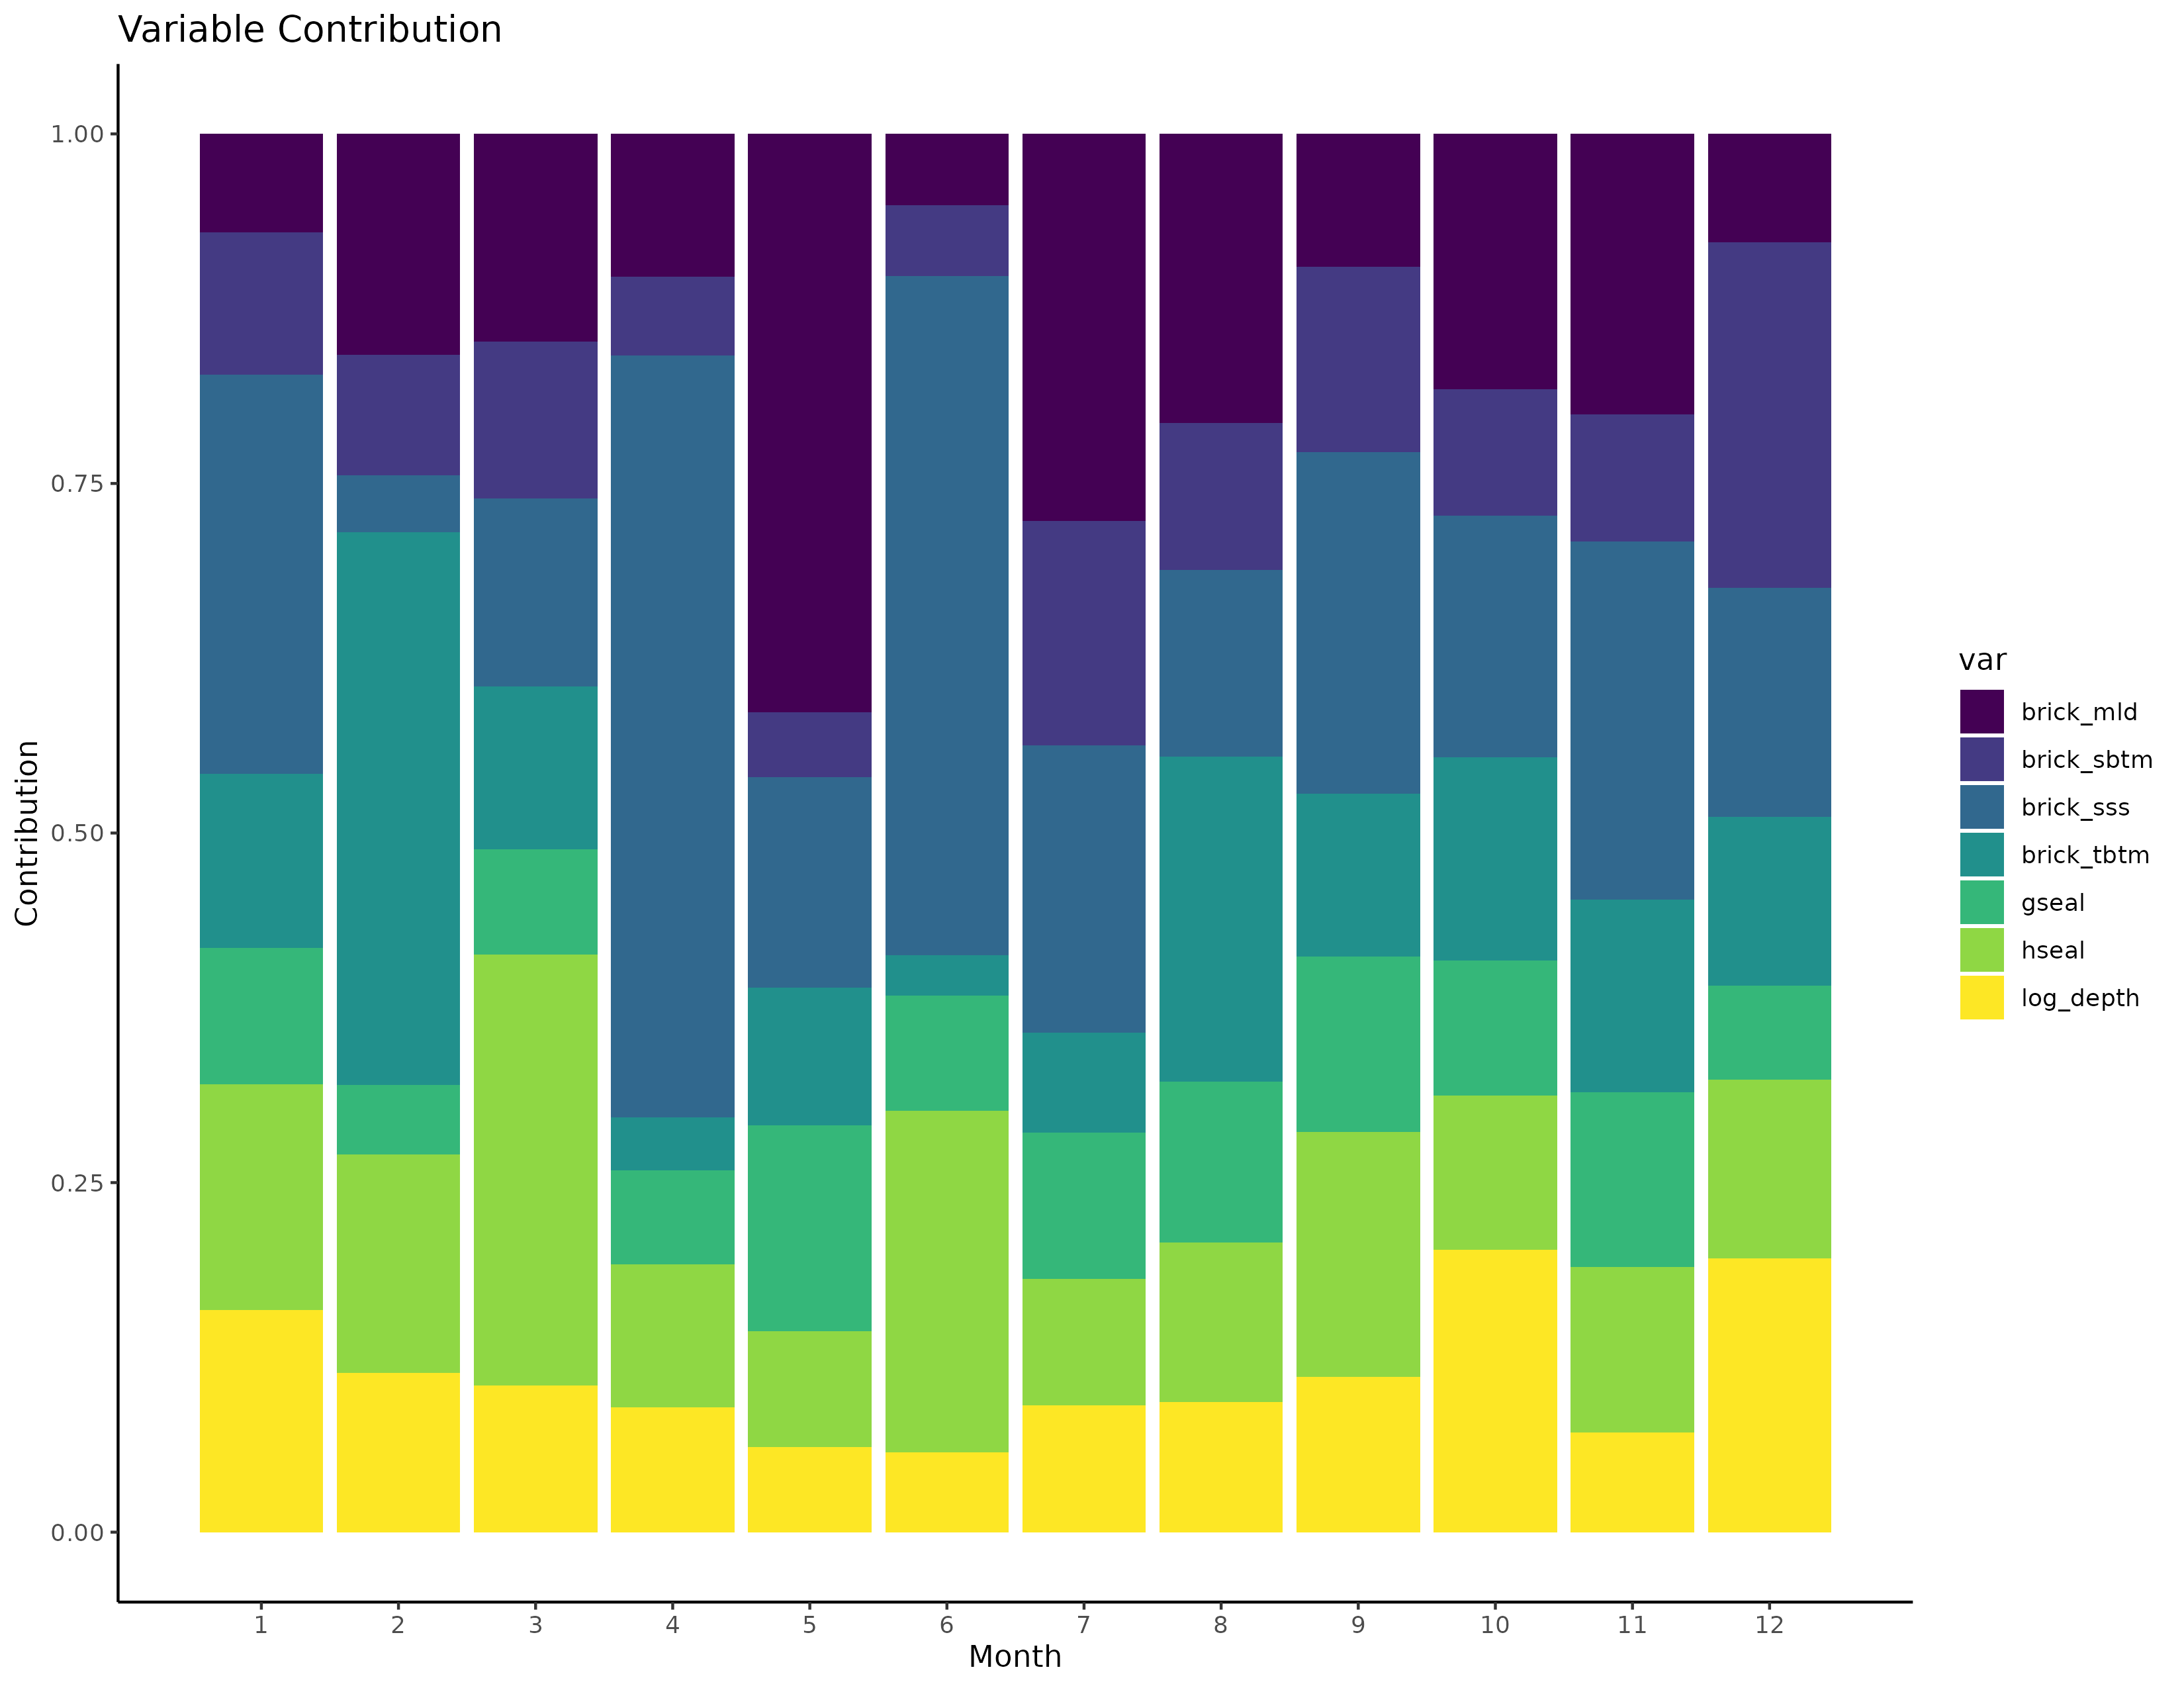 Variable Contribution
Contribution
1.00
0.75
0.50
0.25
0.00
1 2 3 4 5 6 7 8 9 10 11 12
Month
var
brick_mld
brick_sbtm
brick_sss
brick_tbtm
gseal
hseal
log_depth